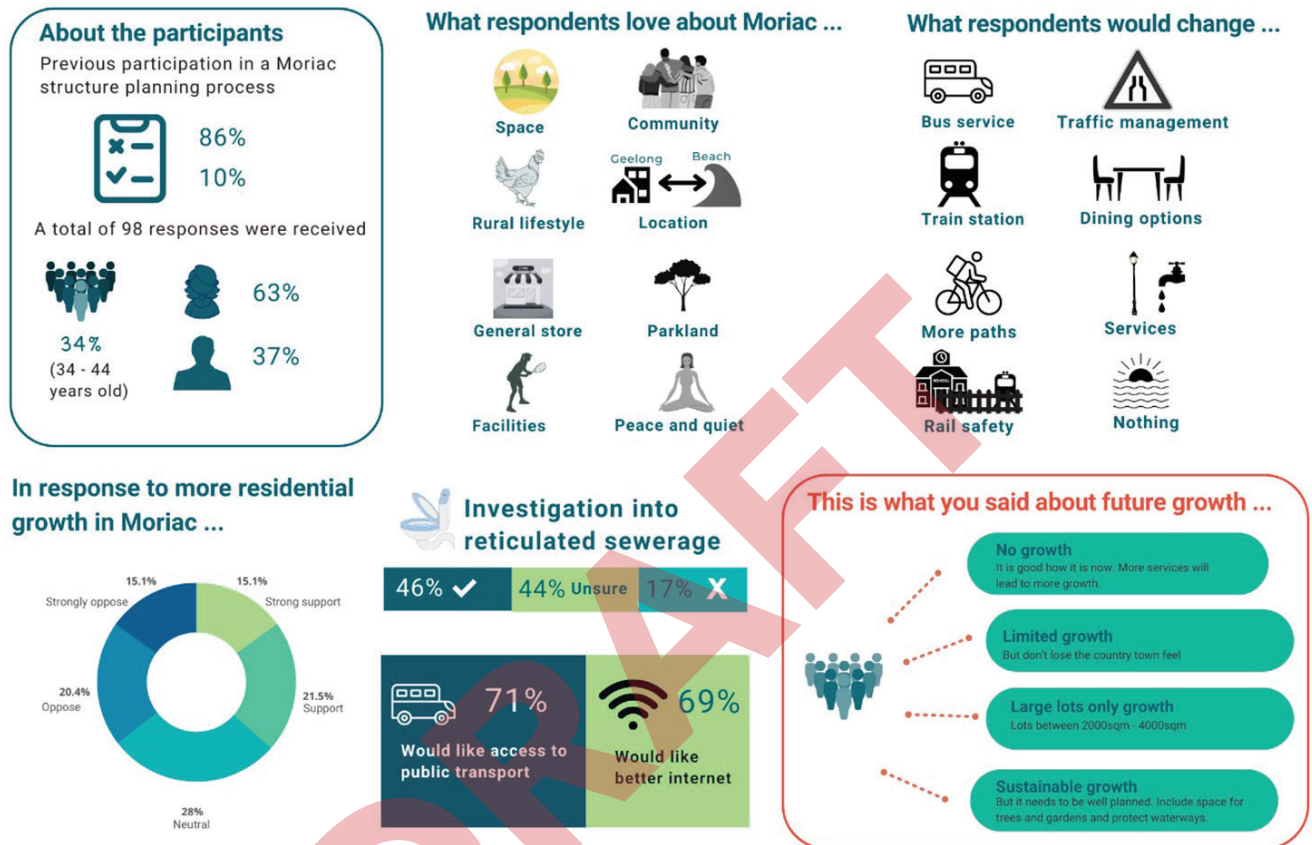 About the participants
Previous participation in a Moriac
structure planning process
86%
10%
A total of 98 responses were received
34%
(34 - 44
years old)
63%
37%
What respondents love about Moriac ...
Space
Community
Rural lifestyle
Geelong
Beach
Location
General store
Parkland
Facilities
Peace and quiet
What respondents would change ...
Bus service
Traffic management
Train station
Dining options
More paths
Services
SCHOOL
Rail safety
Nothing
In response to more residential
growth in Moriac ...
15.1%
Strongly oppose
15.1%
Strong support
20.4%
Oppose
21.5%
Support
28%
Neutral
Investigation into
reticulated sewerage
46%
44% Unsure
17% X
71%
Would like access to
public transport
69%
Would like
better internet
This is what you said about future growth ...
No growth
It is good how it is now. More services will
lead to more growth.
Limited growth
But don't lose the country town feel
Large lots only growth
Lots between 2000sqm - 4000sqm
Sustainable growth
But it needs to be well planned. Include space for
trees and gardens and protect waterways.
DRAFT